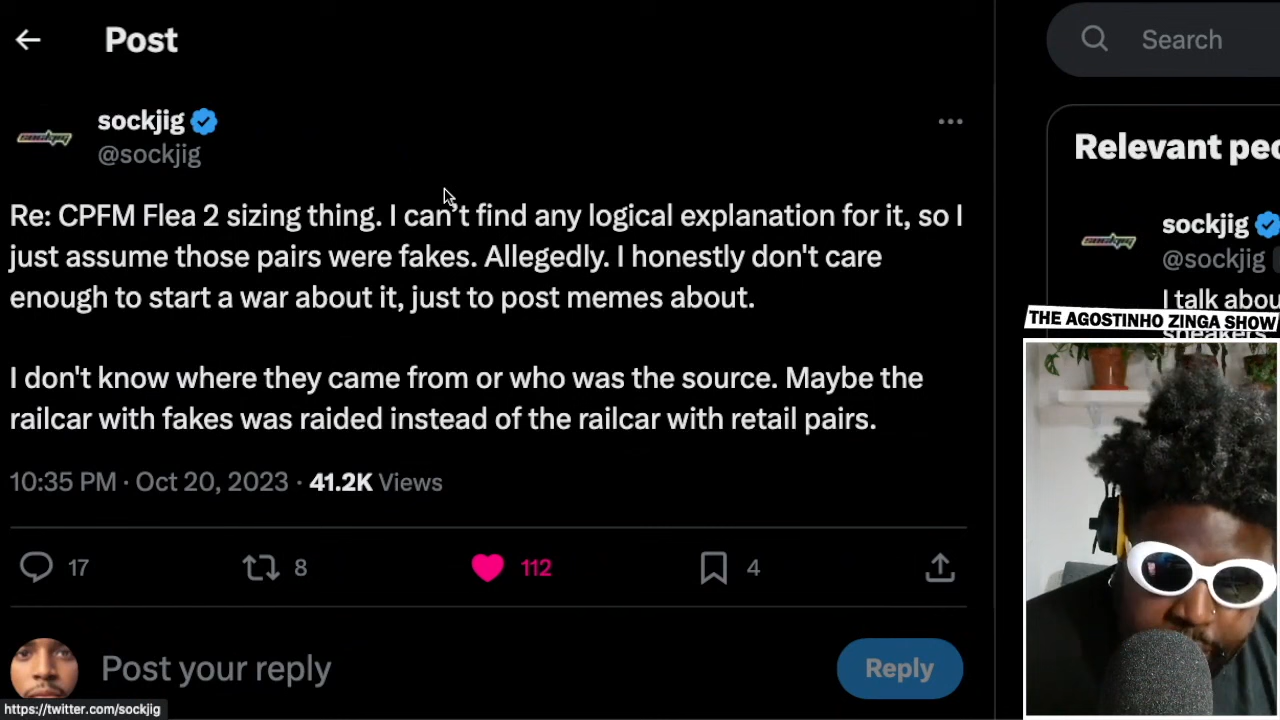 Post
Search
sockjig
@sockjig
Re: CPFM Flea 2 sizing thing. I can't find any logical explanation for it, so I
just assume those pairs were fakes. Allegedly. I honestly don't care
enough to start a war about it, just to post memes about.
I don't know where they came from or who was the source. Maybe the
railcar with fakes was raided instead of the railcar with retail pairs.
10:35 PM · Oct 20, 2023 · 41.2K Views
17 8 112 4
Post your reply
Reply
https://twitter.com/sockjig
Relevant peo
sockjig
@sockjig
I talk abou
THE AGOSTINHO ZINGA SHOW